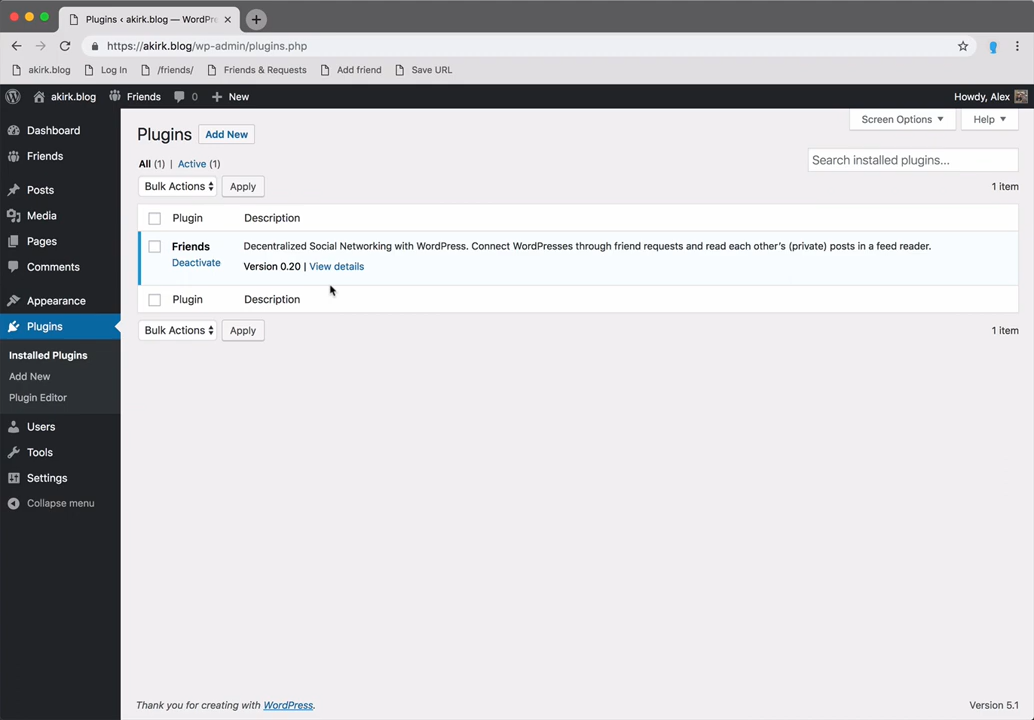 Plugins ‹ akirk.blog — WordPr
https://akirk.blog/wp-admin/plugins.php
akirk.blog Log In /friends/ Friends & Requests Add friend Save URL
akirk.blog Friends 0 New Howdy, Alex
Dashboard
Friends
Posts
Media
Pages
Comments
Appearance
Plugins
Installed Plugins
Add New
Plugin Editor
Users
Tools
Settings
Collapse menu
Screen Options Help
Plugins Add New
All (1) | Active (1)
Search installed plugins...
Bulk Actions Apply 1 item
Plugin Description
Friends Decentralized Social Networking with WordPress. Connect WordPresses through friend requests and read each other’s (private) posts in a feed reader.
Deactivate Version 0.20 | View details
Plugin Description
Bulk Actions Apply 1 item
Thank you for creating with WordPress. Version 5.1